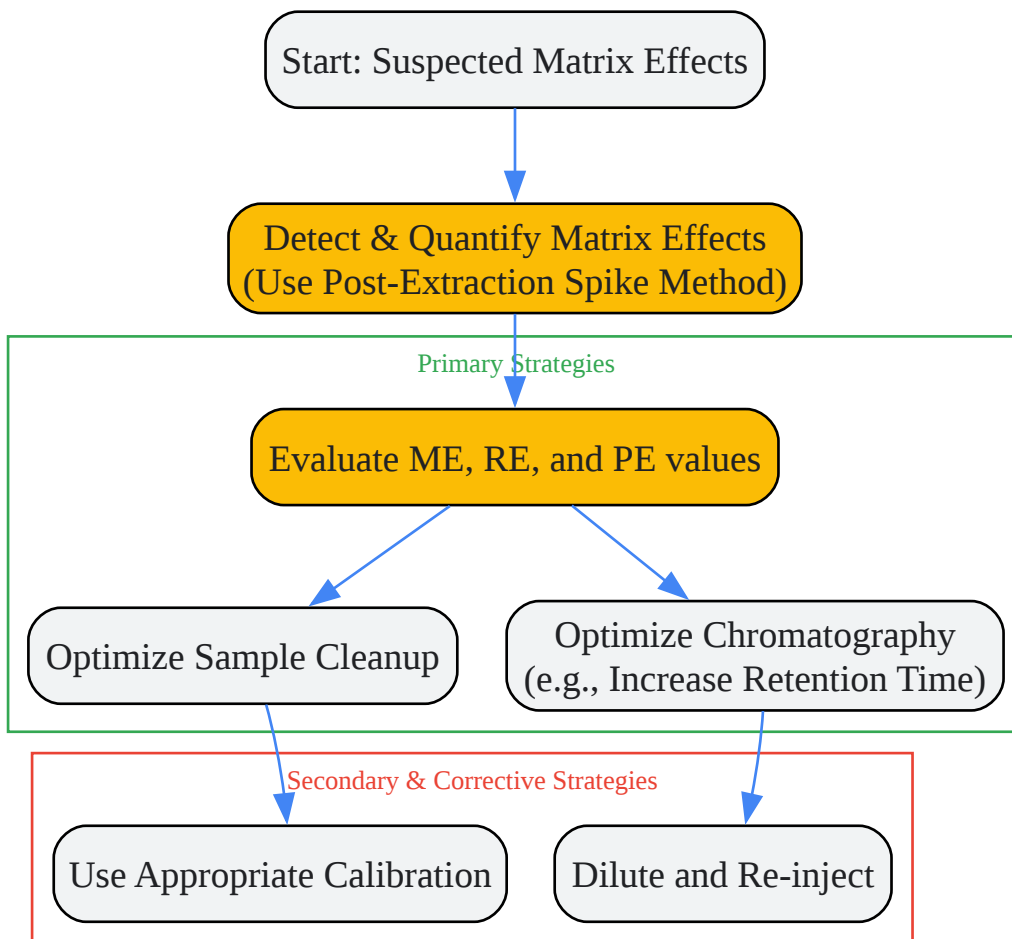 Start: Suspected Matrix Effects
Detect & Quantify Matrix Effects
(Use Post-Extraction Spike Method)
Primary Strategies
Evaluate ME, RE, and PE values
Optimize Sample Cleanup
Optimize Chromatography
(e.g., Increase Retention Time)
Secondary & Corrective Strategies
Use Appropriate Calibration
Dilute and Re-inject